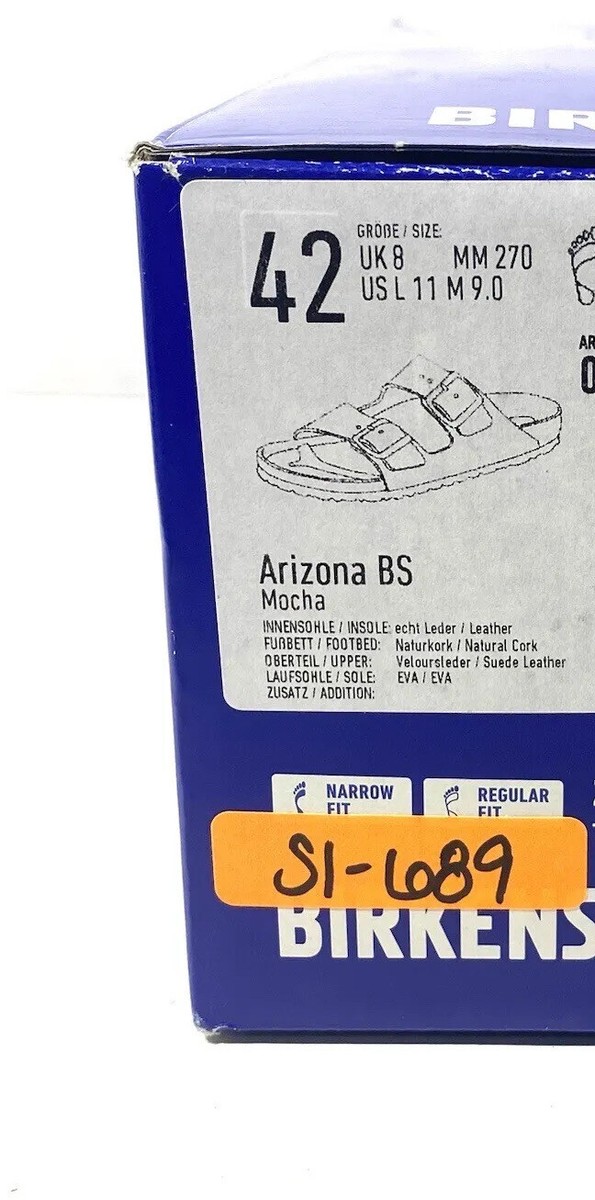 BIR
42
GRÖẞE / SIZE:
UK 8 MM 270
US L 11 M 9.0
AR
0
Arizona BS
Mocha
INNENSOHLE / INSOLE: echt Leder / Leather
FUẞBETT / FOOTBED: Naturkork / Natural Cork
OBERTEIL / UPPER: Veloursleder / Suede Leather
LAUFSOHLE / SOLE: EVA / EVA
ZUSATZ / ADDITION:
NARROW FIT
REGULAR FIT
S1-689
BIRKENS